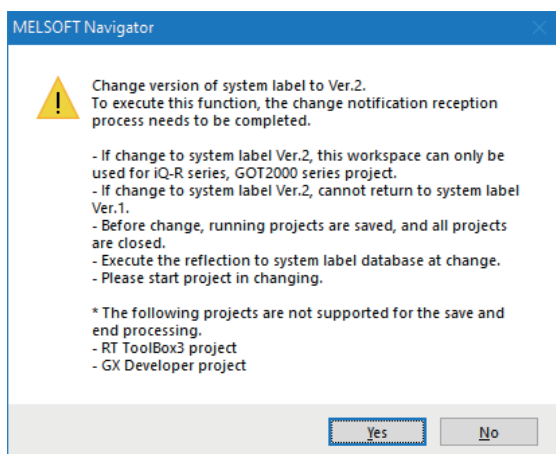 MELSOFT Navigator
Change version of system label to Ver.2.
To execute this function, the change notification reception
process needs to be completed.
- If change to system label Ver.2, this workspace can only be
used for iQ-R series, GOT2000 series project.
- If change to system label Ver.2, cannot return to system label
Ver.1.
- Before change, running projects are saved, and all projects
are closed.
- Execute the reflection to system label database at change.
- Please start project in changing.
* The following projects are not supported for the save and
end processing.
- RT ToolBox3 project
- GX Developer project
Yes No